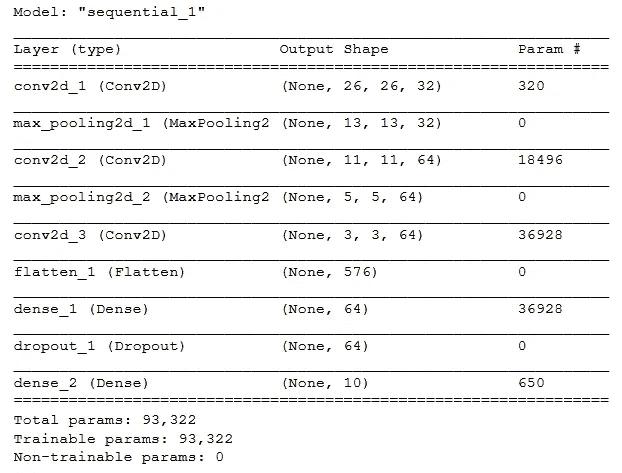 Model: "sequential_1"
Layer (type) Output Shape Param #
conv2d_1 (Conv2D) (None, 26, 26, 32) 320
max_pooling2d_1 (MaxPooling2 (None, 13, 13, 32) 0
conv2d_2 (Conv2D) (None, 11, 11, 64) 18496
max_pooling2d_2 (MaxPooling2 (None, 5, 5, 64) 0
conv2d_3 (Conv2D) (None, 3, 3, 64) 36928
flatten_1 (Flatten) (None, 576) 0
dense_1 (Dense) (None, 64) 36928
dropout_1 (Dropout) (None, 64) 0
dense_2 (Dense) (None, 10) 650
Total params: 93,322
Trainable params: 93,322
Non-trainable params: 0